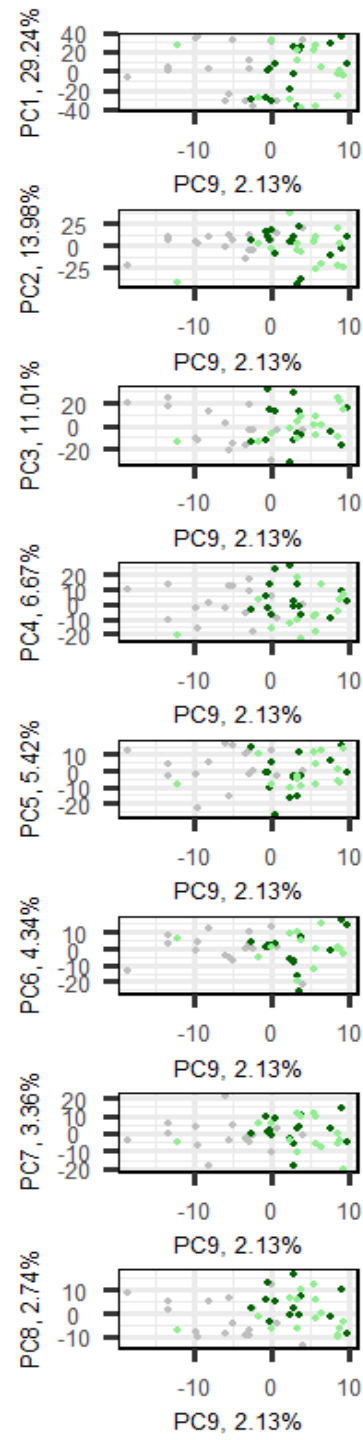 PC1, 29.24%
40
20
0
-20
-40
-10 0 10
PC9, 2.13%
PC2, 13.98%
25
0
-25
-10 0 10
PC9, 2.13%
PC3, 11.01%
20
0
-20
-10 0 10
PC9, 2.13%
PC4, 6.67%
20
10
0
-10
-20
-10 0 10
PC9, 2.13%
PC5, 5.42%
10
0
-10
-20
-10 0 10
PC9, 2.13%
PC6, 4.34%
10
0
-10
-20
-10 0 10
PC9, 2.13%
PC7, 3.36%
20
10
0
-10
-20
-10 0 10
PC9, 2.13%
PC8, 2.74%
10
0
-10
-10 0 10
PC9, 2.13%